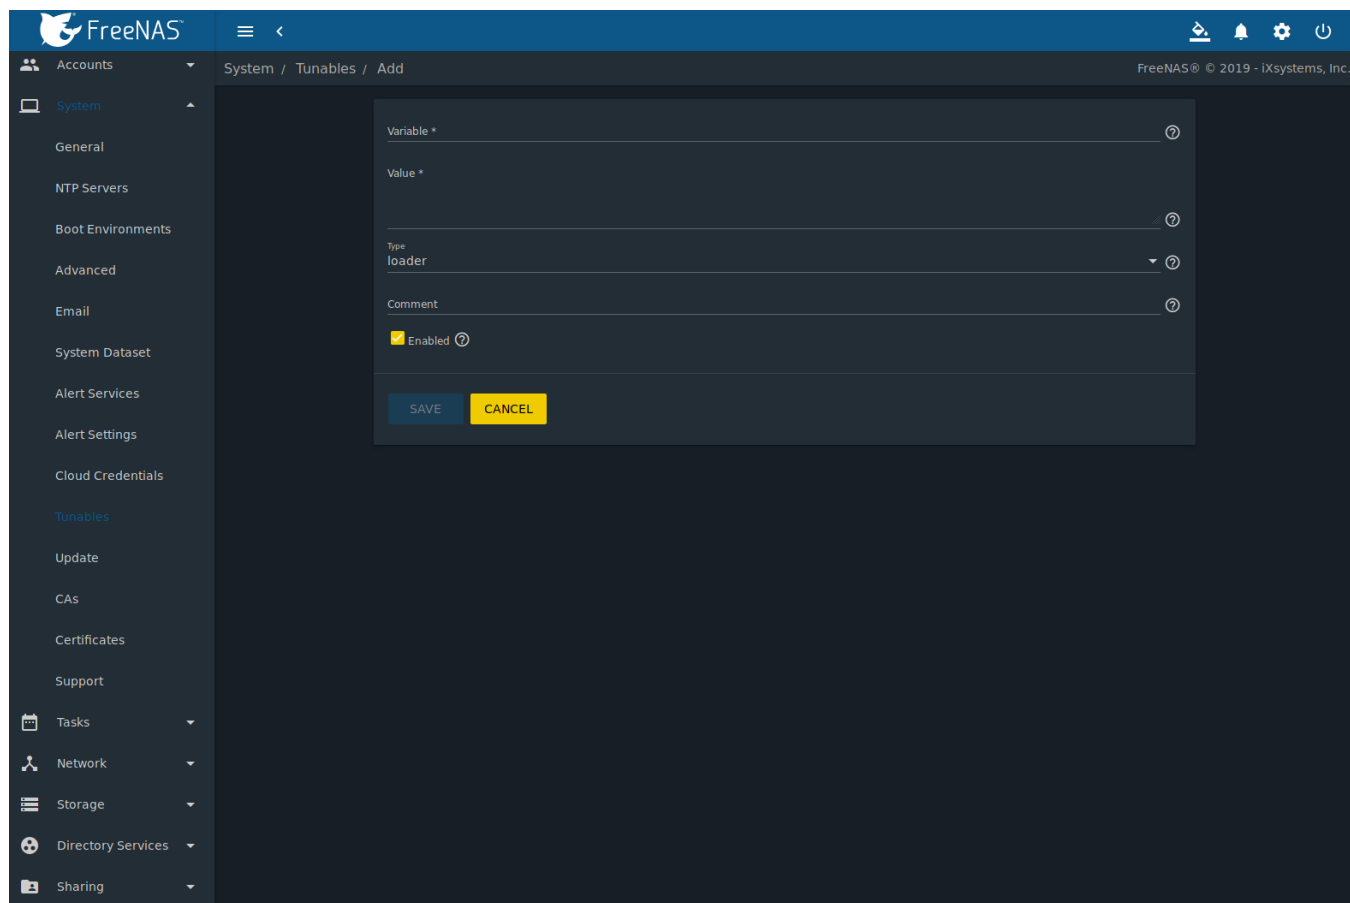 FreeNAS™
Accounts
System
General
NTP Servers
Boot Environments
Advanced
Email
System Dataset
Alert Services
Alert Settings
Cloud Credentials
Tunables
Update
CAs
Certificates
Support
Tasks
Network
Storage
Directory Services
Sharing
System / Tunables / Add
FreeNAS® © 2019 - iXsystems, Inc.
Variable *
Value *
Type
loader
Comment
Enabled
SAVE CANCEL